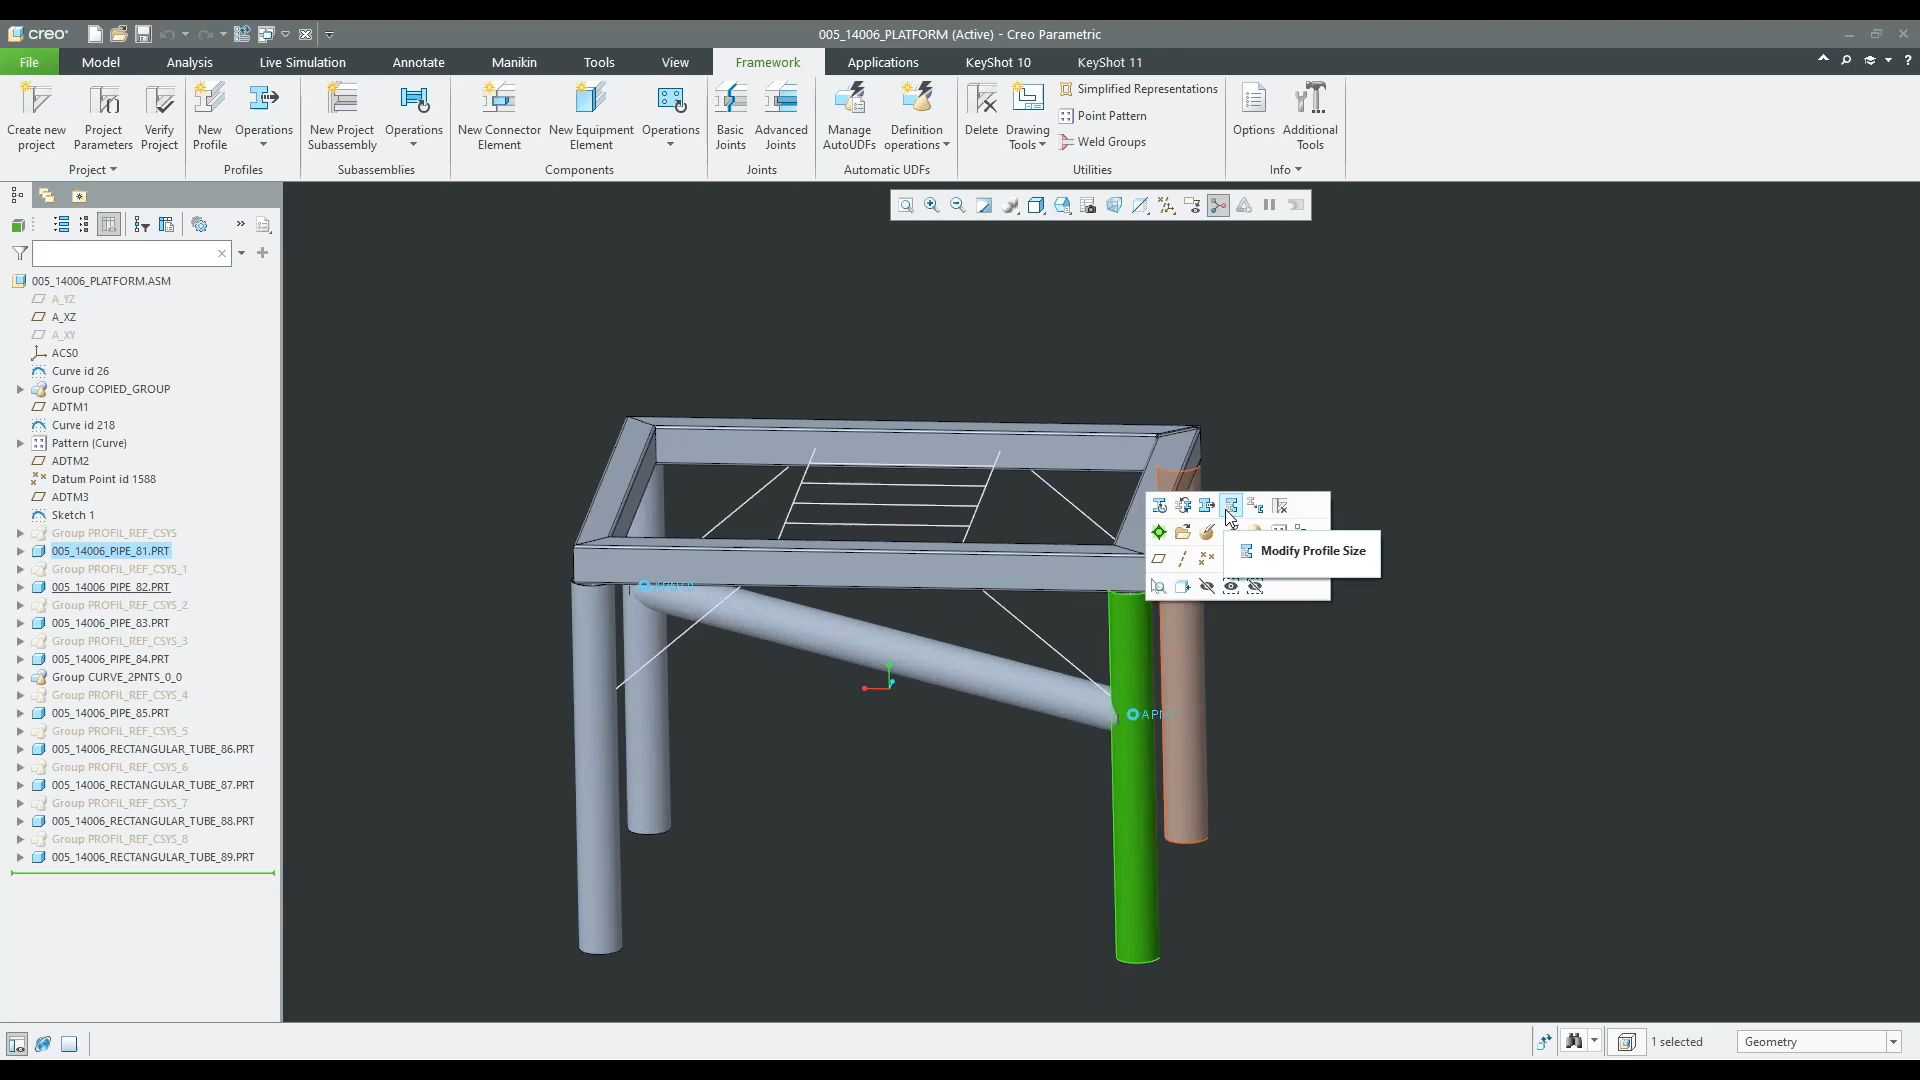 creo®
005_14006_PLATFORM (Active) - Creo Parametric
File Model Analysis Live Simulation Annotate Manikin Tools View Framework Applications KeyShot 10 KeyShot 11
Create new project
Project Parameters
Verify Project
New Profile
Operations
New Project Subassembly
Operations
New Connector Element
New Equipment Element
Operations
Basic Joints
Advanced Joints
Manage AutoUDFs
Definition operations
Delete
Drawing Tools
Simplified Representations
Point Pattern
Weld Groups
Options
Additional Tools
Project Profiles Subassemblies Components Joints Automatic UDFs Utilities Info
005_14006_PLATFORM.ASM
A_YZ
A_XZ
A_XY
ACS0
Curve id 26
Group COPIED_GROUP
ADTM1
Curve id 218
Pattern (Curve)
ADTM2
Datum Point id 1588
ADTM3
Sketch 1
Group PROFIL_REF_CSYS
005_14006_PIPE_81.PRT
Group PROFIL_REF_CSYS_1
005_14006_PIPE_82.PRT
Group PROFIL_REF_CSYS_2
005_14006_PIPE_83.PRT
Group PROFIL_REF_CSYS_3
005_14006_PIPE_84.PRT
Group CURVE_2PNTS_0_0
Group PROFIL_REF_CSYS_4
005_14006_PIPE_85.PRT
Group PROFIL_REF_CSYS_5
005_14006_RECTANGULAR_TUBE_86.PRT
Group PROFIL_REF_CSYS_6
005_14006_RECTANGULAR_TUBE_87.PRT
Group PROFIL_REF_CSYS_7
005_14006_RECTANGULAR_TUBE_88.PRT
Group PROFIL_REF_CSYS_8
005_14006_RECTANGULAR_TUBE_89.PRT
Modify Profile Size
1 selected
Geometry